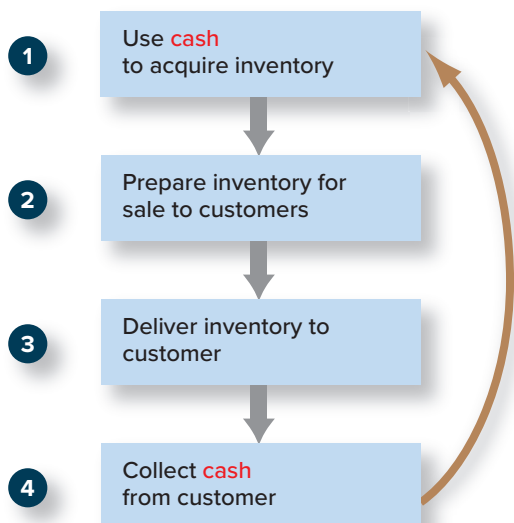 1
Use cash
to acquire inventory
2
Prepare inventory for
sale to customers
3
Deliver inventory to
customer
4
Collect cash
from customer